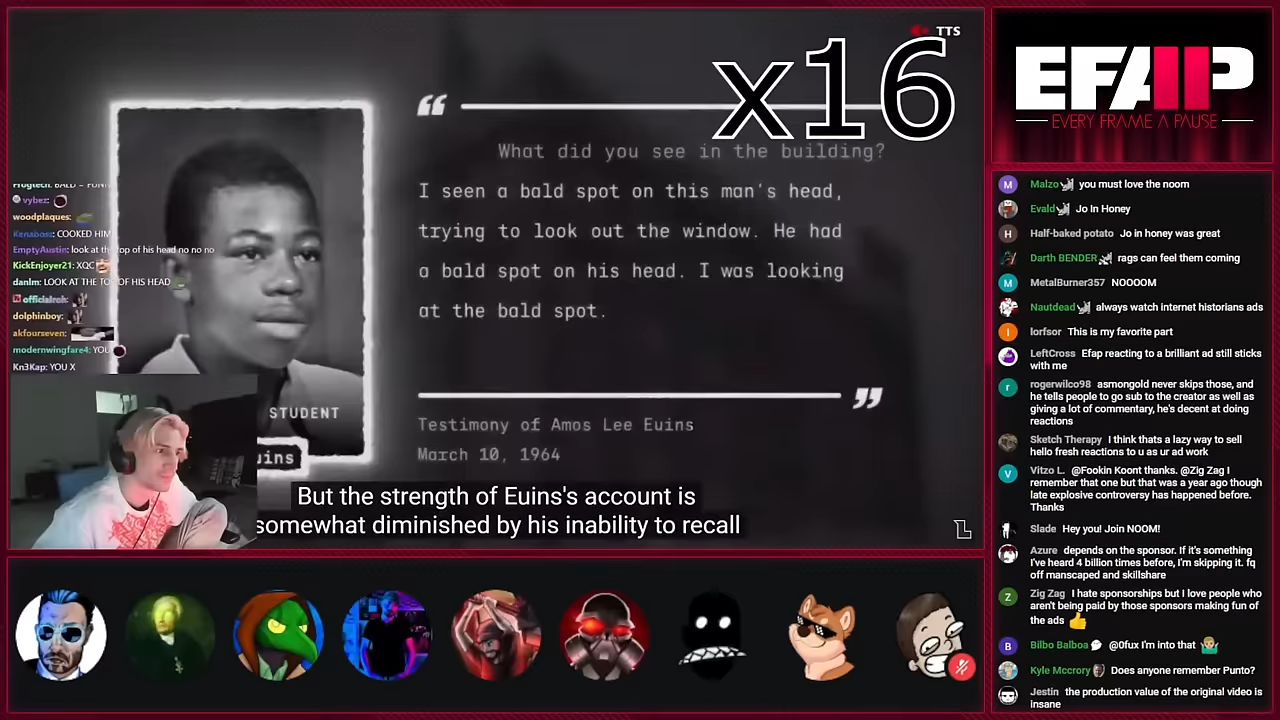 TTS
x16
“
What did you see in the building?
I seen a bald spot on this man's head,
trying to look out the window. He had
a bald spot on his head. I was looking
at the bald spot.
”
Testimony of Amos Lee Euins
March 10, 1964
STUDENT
uins
But the strength of Euins's account is
somewhat diminished by his inability to recall
vybez:
woodplaques:
Kenaboss: COOKED HIM
EmptyAustin: look at the top of his head no no no
KickEnjoyer21: XQC
danlm: LOOK AT THE TOP OF HIS HEAD
officialroh:
dolphinboy:
akfourseven:
modernwingfare4: YOU
Kn3Kap: YOU X
EFAP
EVERY FRAME A PAUSE
M
Malzo you must love the noom
Evald Jo In Honey
H
Half-baked potato Jo in honey was great
Darth BENDER rags can feel them coming
M
MetalBurner357 NOOOOM
Nautdead always watch internet historians ads
l
lorfsor This is my favorite part
LeftCross Efap reacting to a brilliant ad still sticks
with me
r
rogerwilco98 asmongold never skips those, and
he tells people to go sub to the creator as well as
giving a lot of commentary, he's decent at doing
reactions
Sketch Therapy I think thats a lazy way to sell
hello fresh reactions to u as ur ad work
V
Vitzo L. @Fookin Koont thanks. @Zig Zag I
remember that one but that was a year ago though
late explosive controversy has happened before.
Thanks
Slade Hey you! Join NOOM!
Azure depends on the sponsor. If it's something
I've heard 4 billion times before, I'm skipping it. fq
off manscaped and skillshare
Z
Zig Zag I hate sponsorships but I love people who
aren't being paid by those sponsors making fun of
the ads
B
Bilbo Balboa @0fux I'm into that
Kyle Mccrory Does anyone remember Punto?
Jestin the production value of the original video is
insane